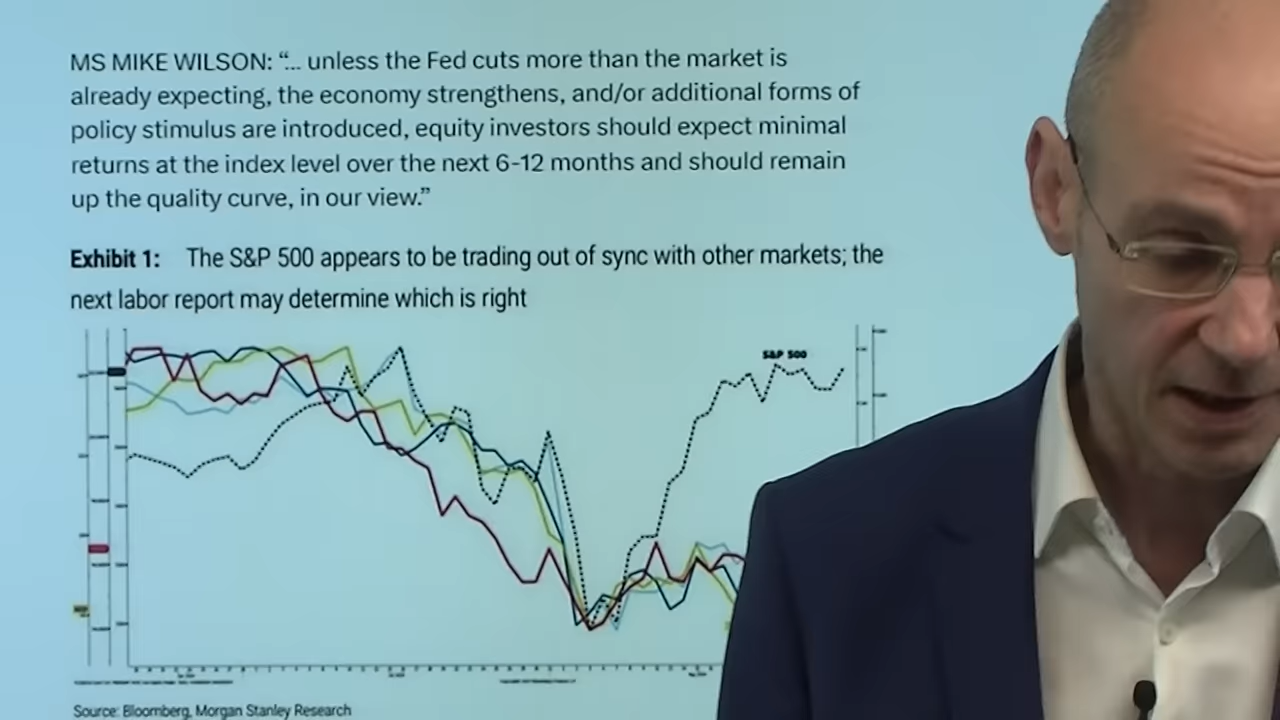 MS MIKE WILSON: “... unless the Fed cuts more than the market is
already expecting, the economy strengthens, and/or additional forms of
policy stimulus are introduced, equity investors should expect minimal
returns at the index level over the next 6-12 months and should remain
up the quality curve, in our view.”
Exhibit 1: The S&P 500 appears to be trading out of sync with other markets; the
next labor report may determine which is right
S&P 500
Source: Bloomberg, Morgan Stanley Research